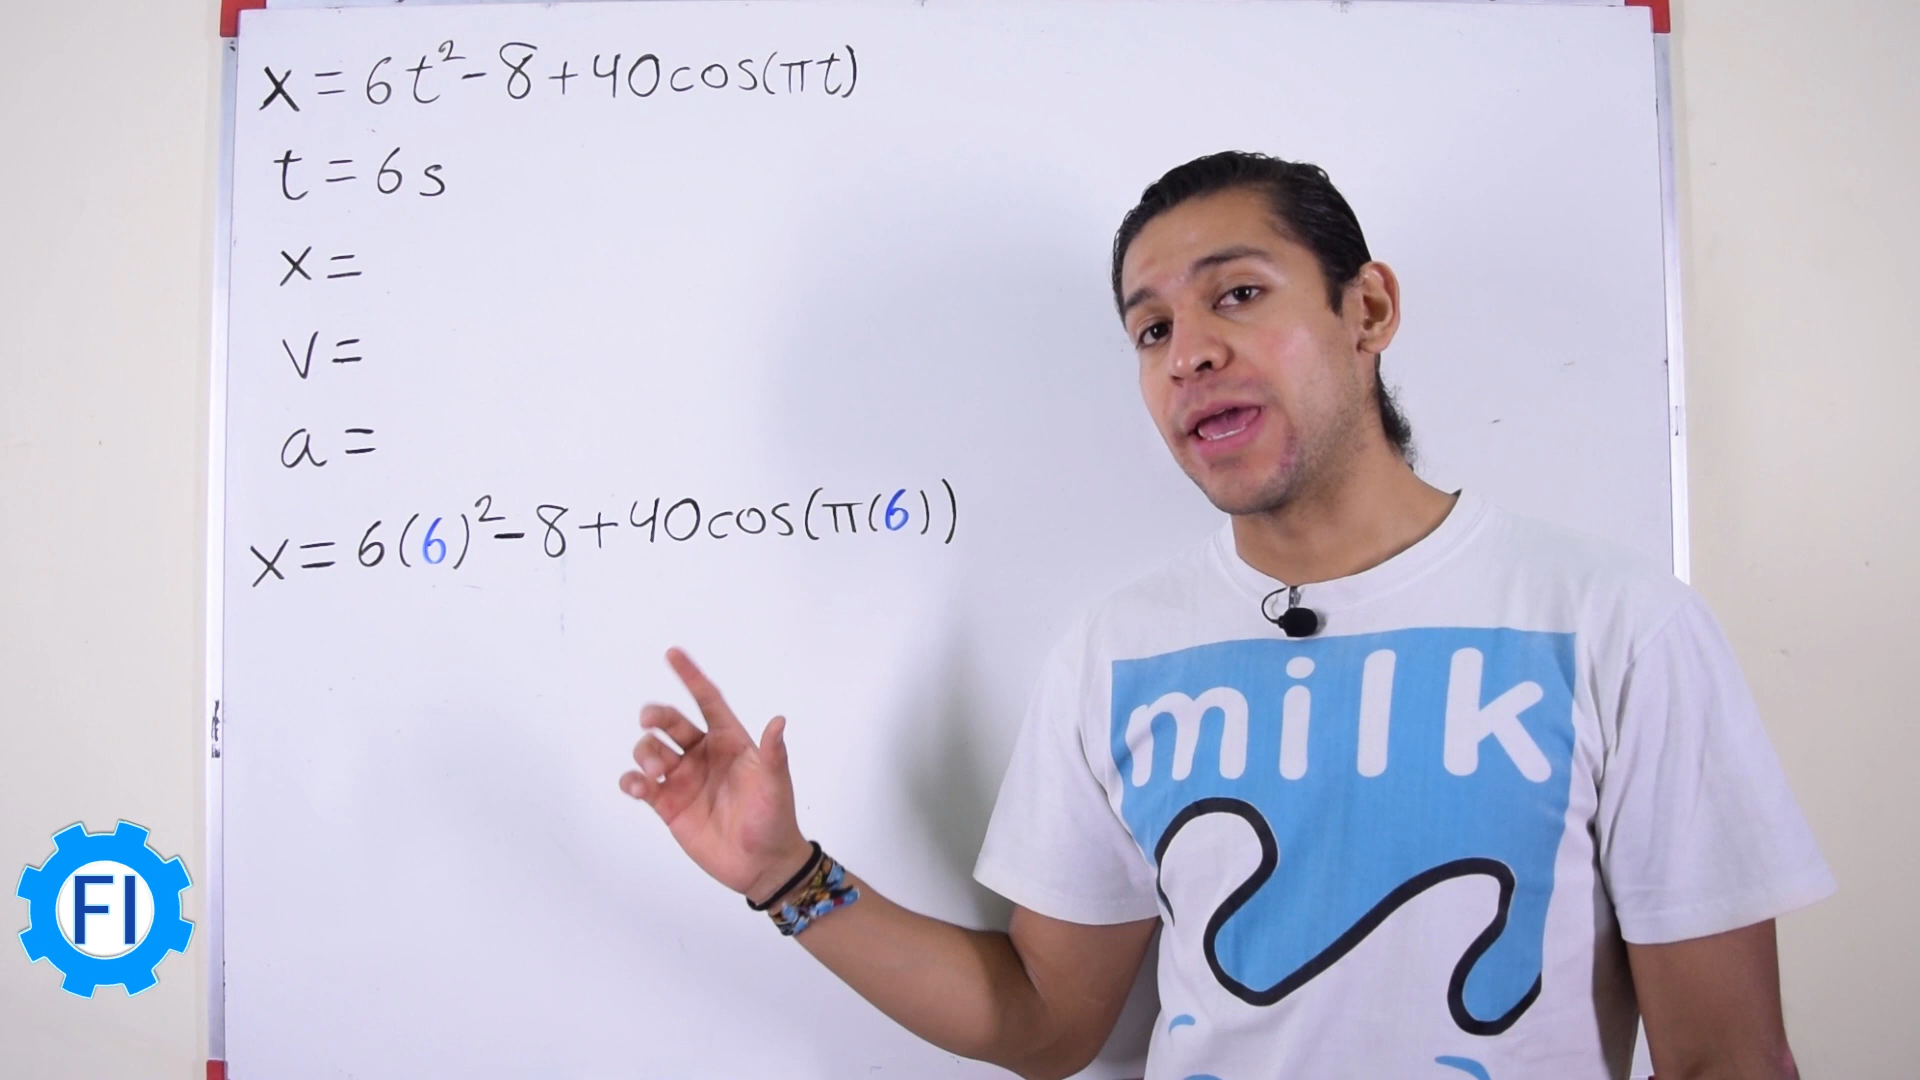 x = 6t² - 8 + 40cos(πt)
t = 6s
x =
v =
a =
x = 6(6)² - 8 + 40cos(π(6))
milk
FI